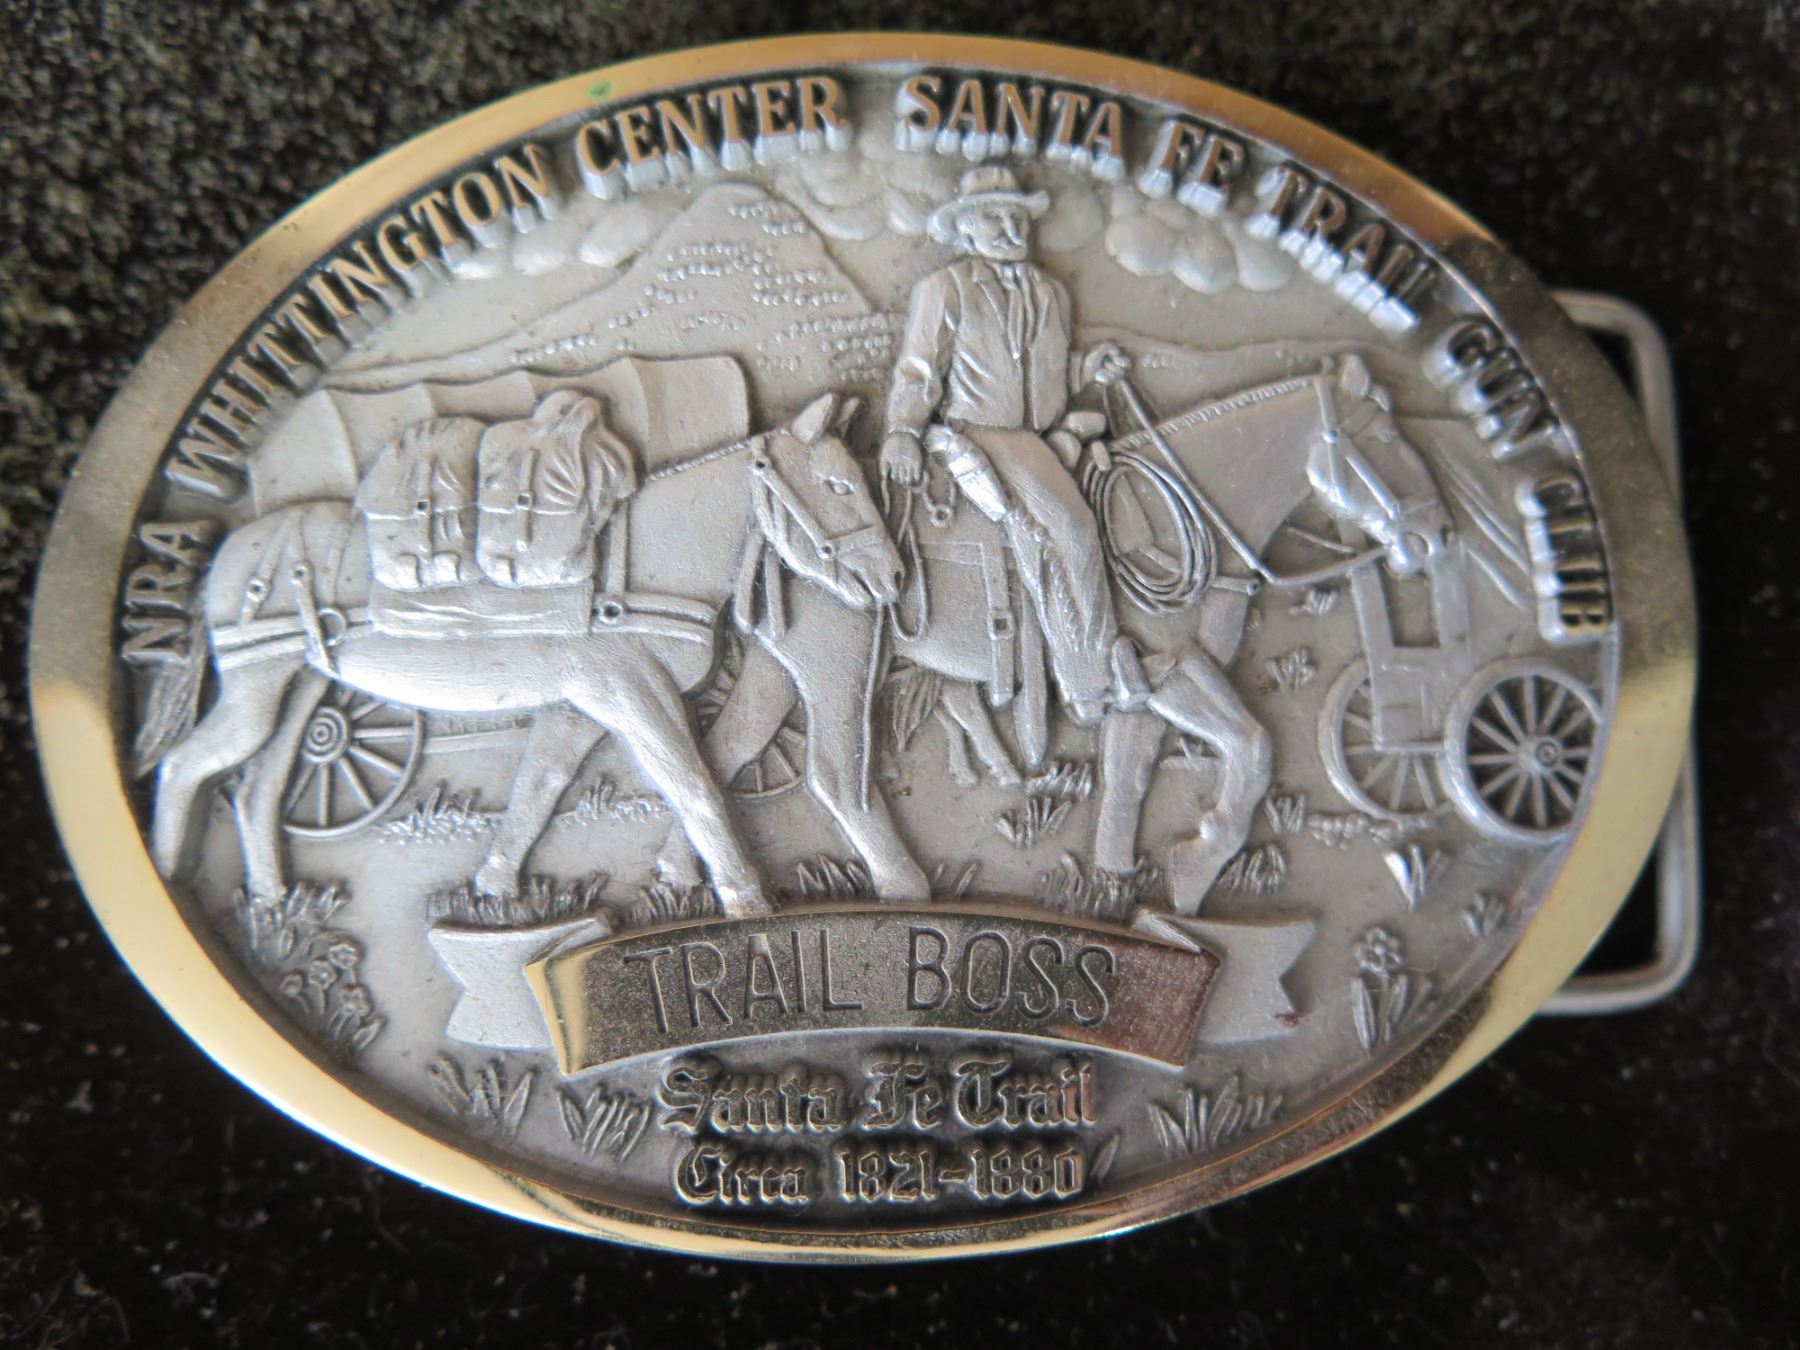 NRA WHITTINGTON CENTER SANTA FE TRAIL GUN CLUB
TRAIL BOSS
Santa Fe Trail
Circa 1821-1880